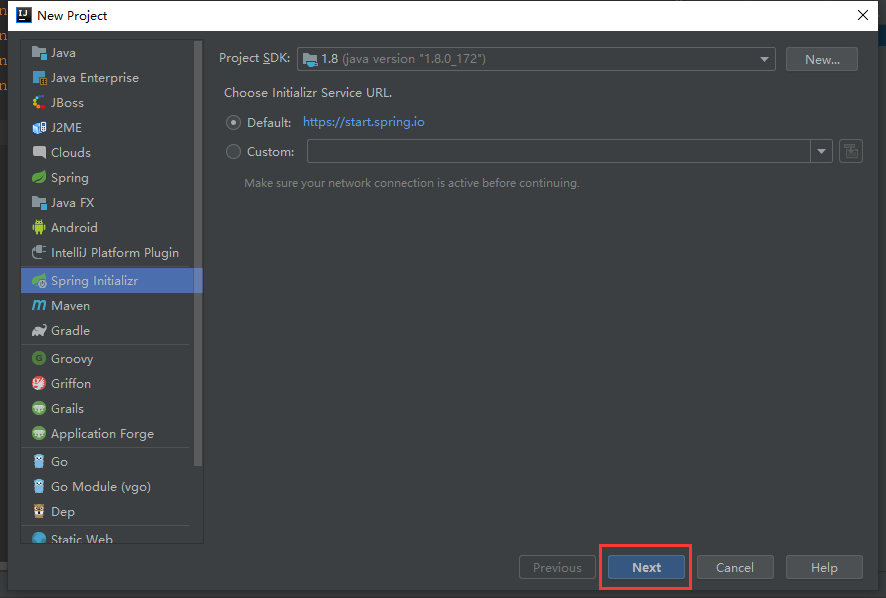 New Project
Java
Java Enterprise
JBoss
J2ME
Clouds
Spring
Java FX
Android
IntelliJ Platform Plugin
Spring Initializr
Maven
Gradle
Groovy
Griffon
Grails
Application Forge
Go
Go Module (vgo)
Dep
Static Web
Project SDK: 1.8 (java version "1.8.0_172") New...
Choose Initializr Service URL.
Default: https://start.spring.io
Custom:
Make sure your network connection is active before continuing.
Previous Next Cancel Help